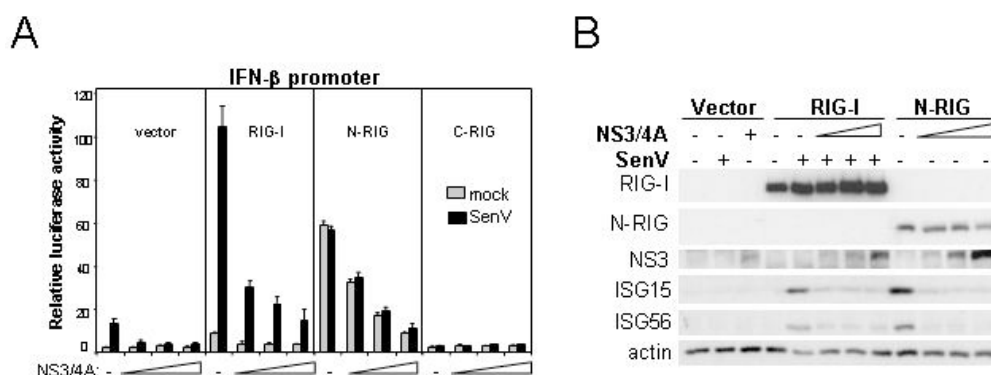 A
IFN-β promoter
Relative luciferase activity
120
100
80
60
40
20
0
vector
RIG-I
N-RIG
C-RIG
mock
SenV
NS3/4A: - - - -
B
Vector RIG-I N-RIG
NS3/4A - - + - - -
SenV - + + - + + + +
RIG-I
N-RIG
NS3
ISG15
ISG56
actin